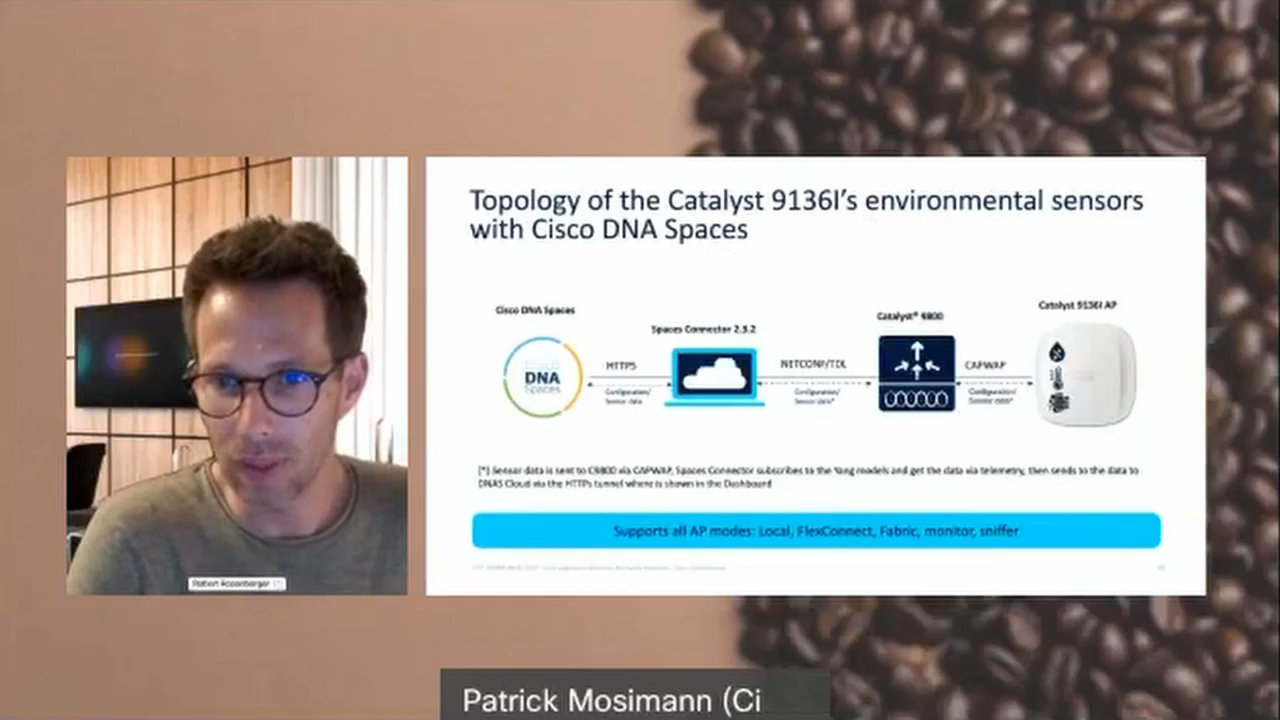 Topology of the Catalyst 9136I's environmental sensors
with Cisco DNA Spaces
Cisco DNA Spaces
Spaces Connector 2.3.2
Catalyst® 9800
Catalyst 9136I AP
DNA
Spaces
HTTPS
NETCONF/TDL
CAPWAP
Configuration/
Sensor data
Configuration/
Sensor data*
Configuration/
Sensor data*
[*] Sensor data is sent to C9800 via CAPWAP, Spaces Connector subscribes to the Yang models and get the data via telemetry, then sends to the data to
DNAS Cloud via the HTTPs tunnel where is shown in the Dashboard
Supports all AP modes: Local, FlexConnect, Fabric, monitor, sniffer
Robert Rosenberger
Patrick Mosimann (Ci